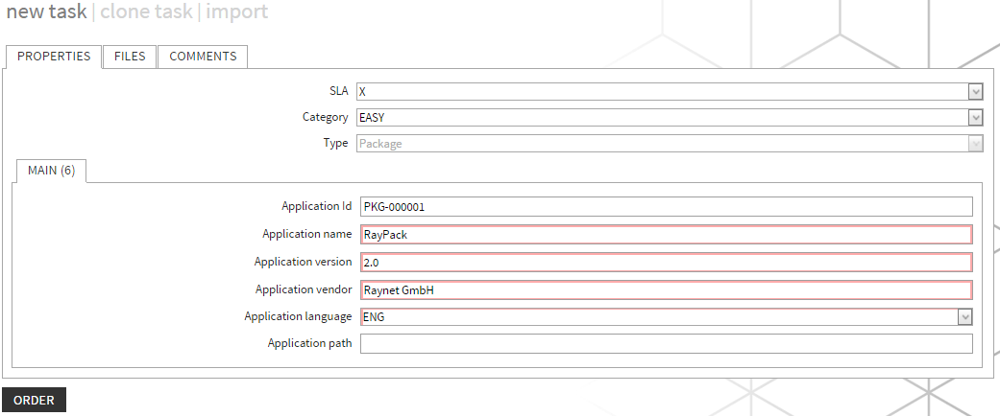 new task | clone task | import
PROPERTIES FILES COMMENTS
SLA X
Category EASY
Type Package
MAIN (6)
Application Id PKG-000001
Application name RayPack
Application version 2.0
Application vendor Raynet GmbH
Application language ENG
Application path
ORDER